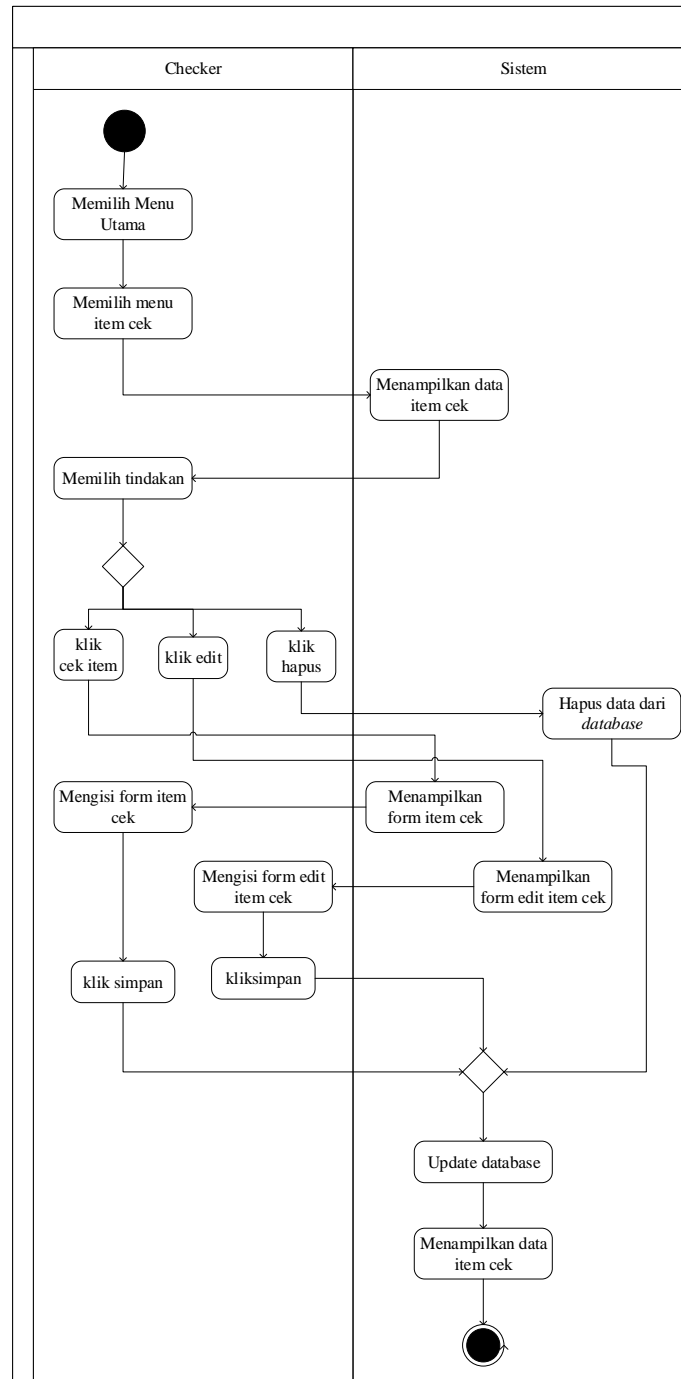 Checker
Sistem
Memilih Menu
Utama
Memilih menu
item cek
Menampilkan data
item cek
Memilih tindakan
klik
cek item
klik edit
klik
hapus
Hapus data dari
database
Menampilkan
form item cek
Mengisi form item
cek
Menampilkan
form edit item cek
Mengisi form edit
item cek
klik simpan
kliksimpan
Update database
Menampilkan data
item cek